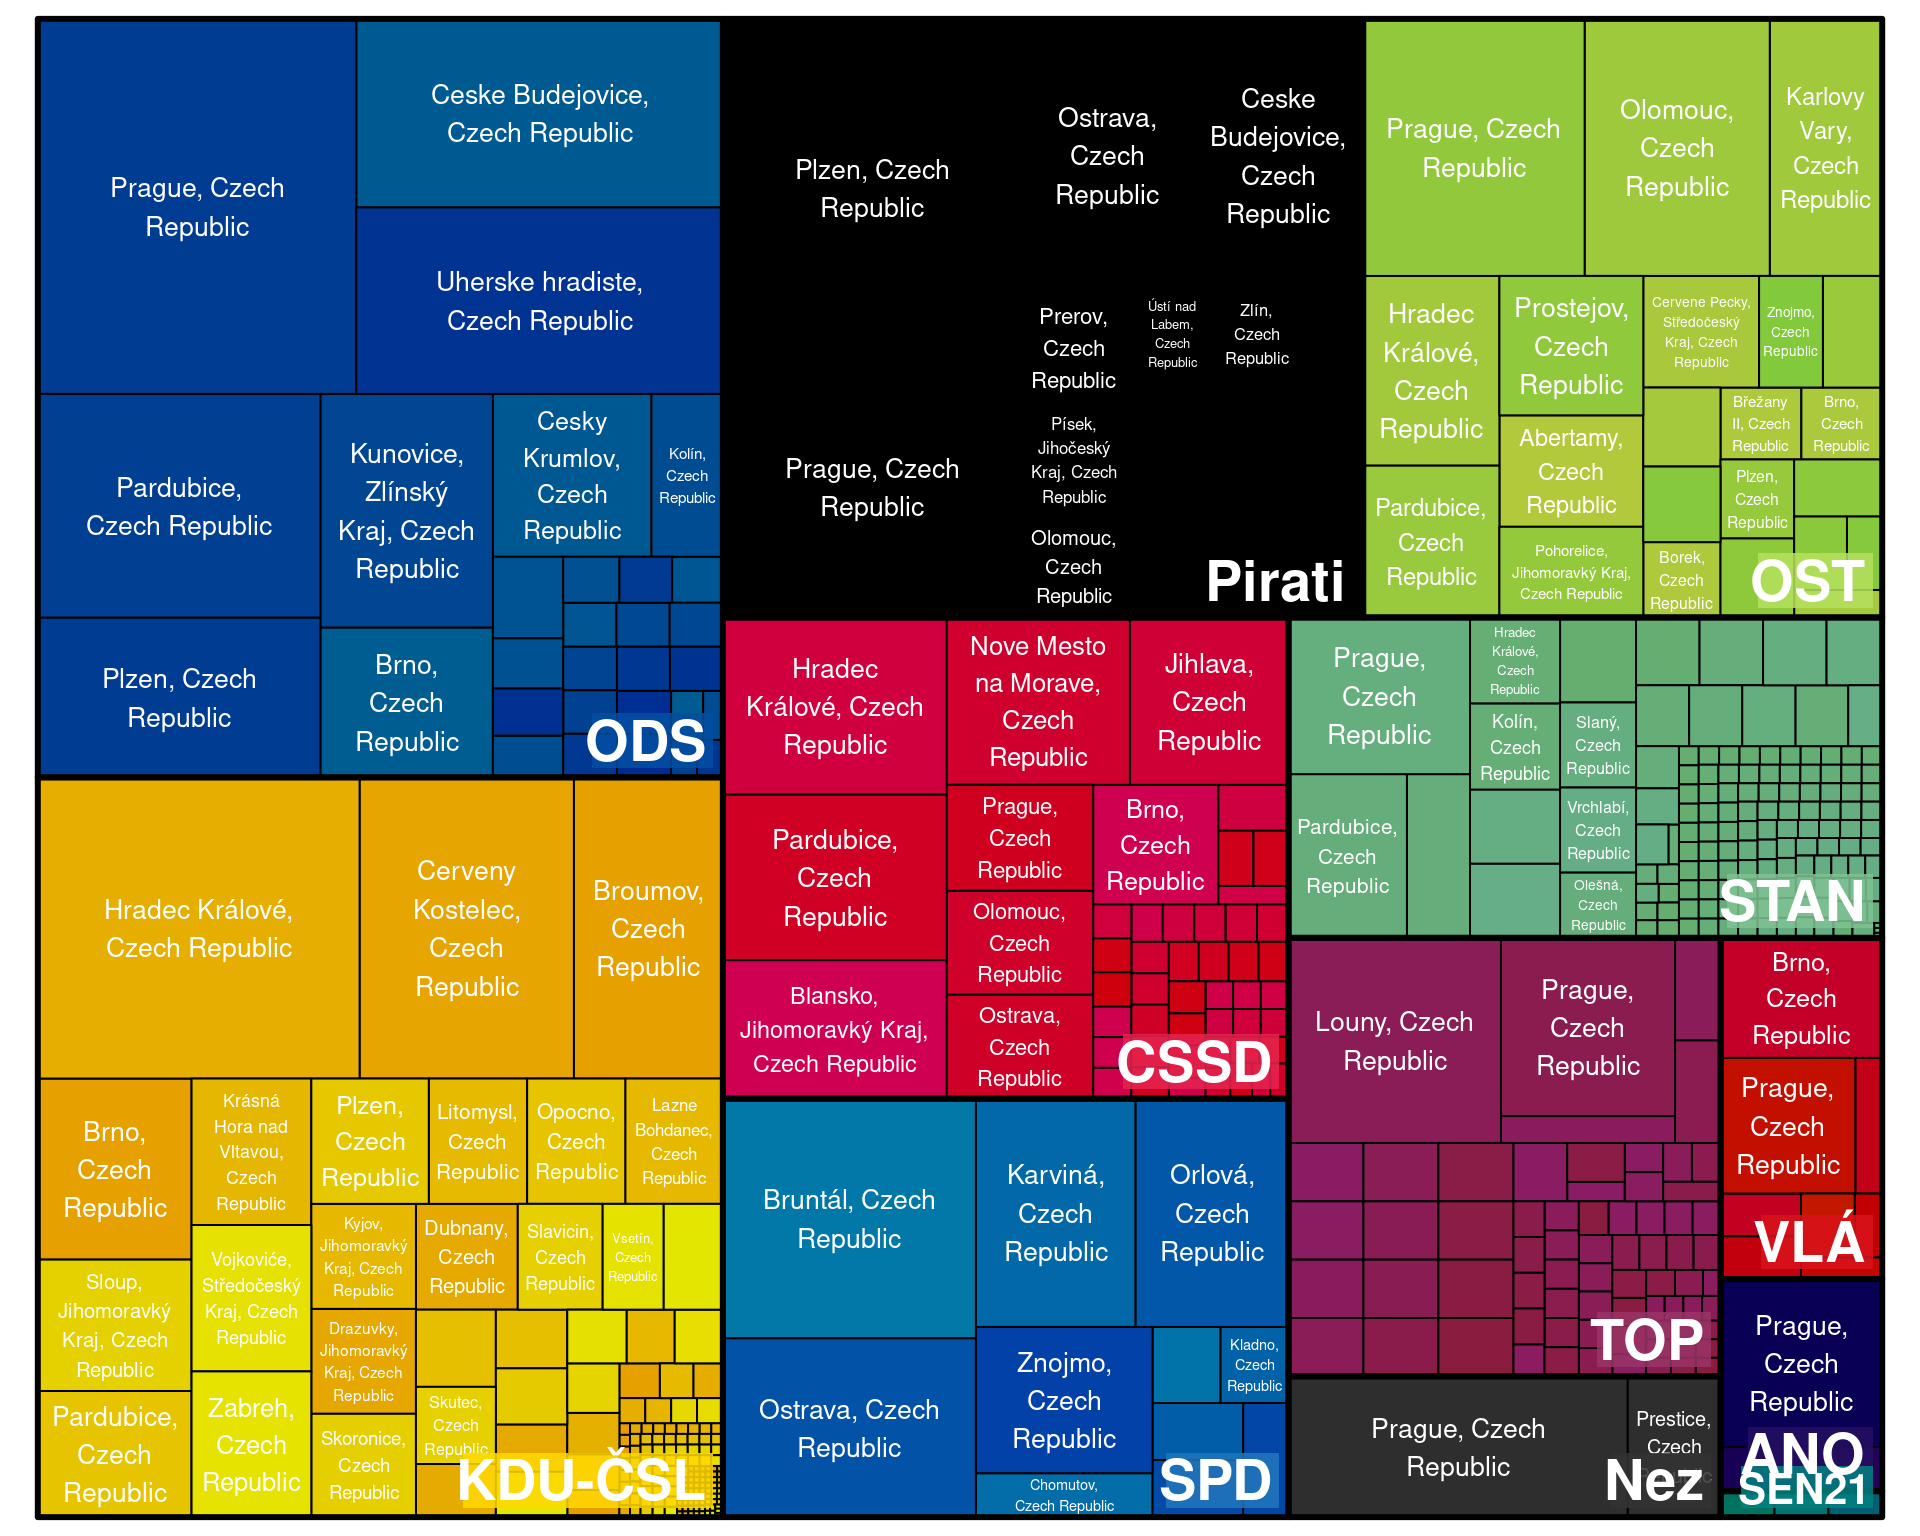 Prague, Czech
Republic
Ceske Budejovice,
Czech Republic
Uherske hradiste,
Czech Republic
Pardubice,
Czech Republic
Kunovice,
Zlínský
Kraj, Czech
Republic
Cesky
Krumlov,
Czech
Republic
Kolín,
Czech
Republic
Plzen, Czech
Republic
Brno,
Czech
Republic
ODS
Plzen, Czech
Republic
Ostrava,
Czech
Republic
Ceske
Budejovice,
Czech
Republic
Prague, Czech
Republic
Prerov,
Czech
Republic
Ústí nad
Labem,
Czech
Republic
Zlín,
Czech
Republic
Písek,
Jihočeský
Kraj, Czech
Republic
Olomouc,
Czech
Republic
Pirati
Prague, Czech
Republic
Olomouc,
Czech
Republic
Karlovy
Vary,
Czech
Republic
Hradec
Králové,
Czech
Republic
Prostejov,
Czech
Republic
Cervene Pecky,
Středočeský
Kraj, Czech
Republic
Znojmo,
Czech
Republic
Abertamy,
Czech
Republic
Břežany
II, Czech
Republic
Brno,
Czech
Republic
Pardubice,
Czech
Republic
Pohorelice,
Jihomoravký Kraj,
Czech Republic
Plzen,
Czech
Republic
Borek,
Czech
Republic
OST
Hradec Králové,
Czech Republic
Cerveny
Kostelec,
Czech
Republic
Broumov,
Czech
Republic
Brno,
Czech
Republic
Krásná
Hora nad
Vltavou,
Czech
Republic
Plzen,
Czech
Republic
Litomysl,
Czech
Republic
Opocno,
Czech
Republic
Lazne
Bohdanec,
Czech
Republic
Sloup,
Jihomoravký
Kraj, Czech
Republic
Vojkoviće,
Středočeský
Kraj, Czech
Republic
Kyjov,
Jihomoravký
Kraj, Czech
Republic
Dubnany,
Czech
Republic
Slavicin,
Czech
Republic
Vsetín,
Czech
Republic
Drazuvky,
Jihomoravký
Kraj, Czech
Republic
Pardubice,
Czech
Republic
Zabreh,
Czech
Republic
Skoronice,
Czech
Republic
Skutec,
Czech
Republic
KDU-ČSL
Hradec
Králové, Czech
Republic
Nove Mesto
na Morave,
Czech
Republic
Jihlava,
Czech
Republic
Pardubice,
Czech
Republic
Prague,
Czech
Republic
Brno,
Czech
Republic
Blansko,
Jihomoravký Kraj,
Czech Republic
Olomouc,
Czech
Republic
Ostrava,
Czech
Republic
CSSD
Prague,
Czech
Republic
Hradec
Králové,
Czech
Republic
Kolín,
Czech
Republic
Slaný,
Czech
Republic
Pardubice,
Czech
Republic
Vrchlabí,
Czech
Republic
Olešná,
Czech
Republic
STAN
Bruntál, Czech
Republic
Karviná,
Czech
Republic
Orlová,
Czech
Republic
Ostrava, Czech
Republic
Znojmo,
Czech
Republic
Kladno,
Czech
Republic
Chomutov,
Czech Republic
SPD
Louny, Czech
Republic
Prague,
Czech
Republic
TOP
Brno,
Czech
Republic
Prague,
Czech
Republic
VLÁ
Prague, Czech
Republic
Prestice,
Czech
Nez
Prague,
Czech
Republic
ANO
SEN21